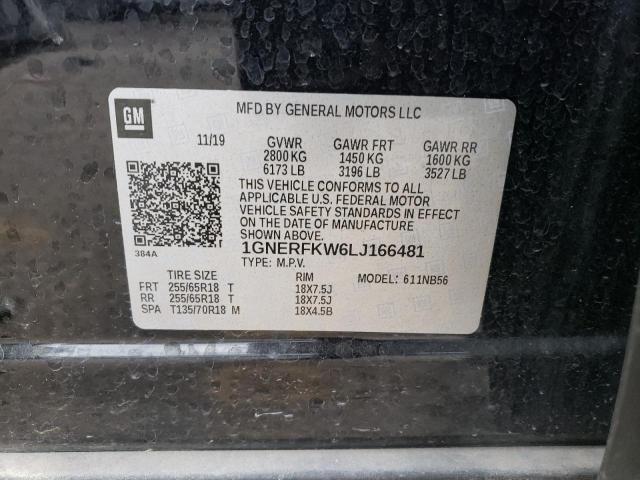 GM
MFD BY GENERAL MOTORS LLC
11/19 GVWR GAWR FRT GAWR RR
2800 KG 1450 KG 1600 KG
6173 LB 3196 LB 3527 LB
THIS VEHICLE CONFORMS TO ALL
APPLICABLE U.S. FEDERAL MOTOR
VEHICLE SAFETY STANDARDS IN EFFECT
ON THE DATE OF MANUFACTURE
SHOWN ABOVE.
384A
1GNERFKW6LJ166481
TYPE: M.P.V. MODEL: 611NB56
TIRE SIZE RIM
FRT 255/65R18 T 18X7.5J
RR 255/65R18 T 18X7.5J
SPA T135/70R18 M 18X4.5B